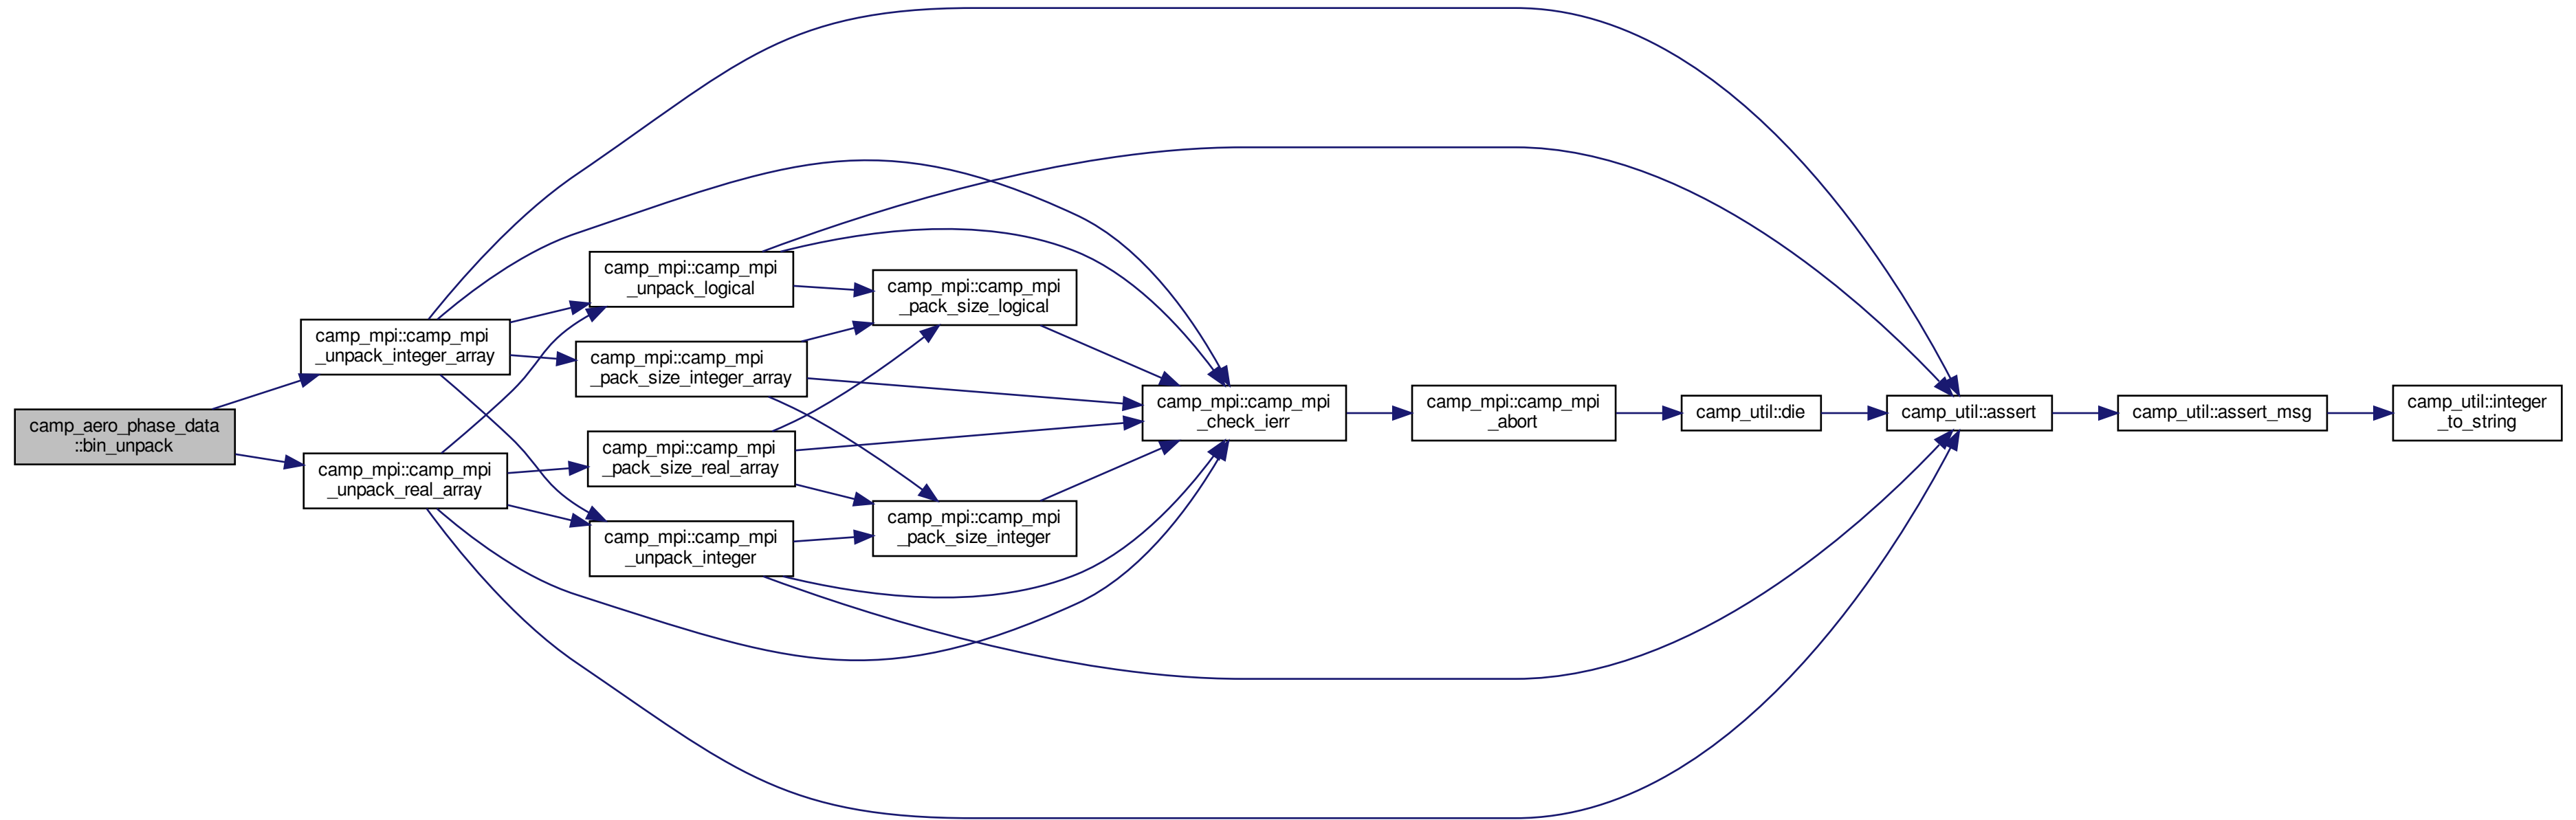 camp_aero_phase_data
::bin_unpack
camp_mpi::camp_mpi
_unpack_integer_array
camp_mpi::camp_mpi
_unpack_real_array
camp_mpi::camp_mpi
_unpack_logical
camp_mpi::camp_mpi
_pack_size_integer_array
camp_mpi::camp_mpi
_pack_size_real_array
camp_mpi::camp_mpi
_unpack_integer
camp_mpi::camp_mpi
_pack_size_logical
camp_mpi::camp_mpi
_pack_size_integer
camp_mpi::camp_mpi
_check_ierr
camp_mpi::camp_mpi
_abort
camp_util::die
camp_util::assert
camp_util::assert_msg
camp_util::integer
_to_string